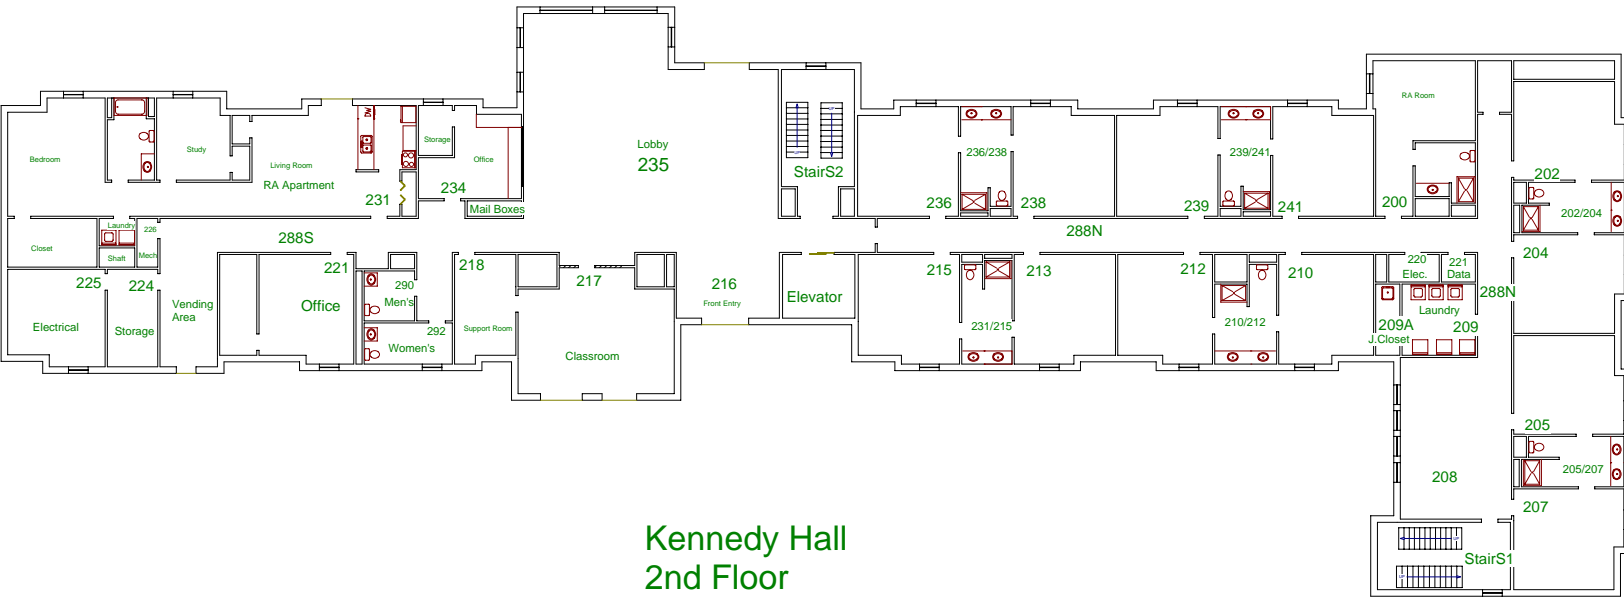 RA Room
Lobby
235
DW
Storage
Office
Bedroom
Study
Living Room
RA Apartment
231
234
Mail Boxes
StairS2
UP
236/238
239/241
236
238
239
241
200
202
202/204
204
Closet
Laundry
226
Shaft
Mech
288S
288N
225
224
221
218
217
216
Front Entry
Elevator
215
213
212
210
220
Elec.
221
Data
288N
Vending
Area
Office
290
Men's
292
Women's
Support Room
Classroom
Electrical
Storage
231/215
210/212
209A
J.Closet
Laundry
209
205
205/207
208
207
Kennedy Hall
2nd Floor
StairS1
UP
UP